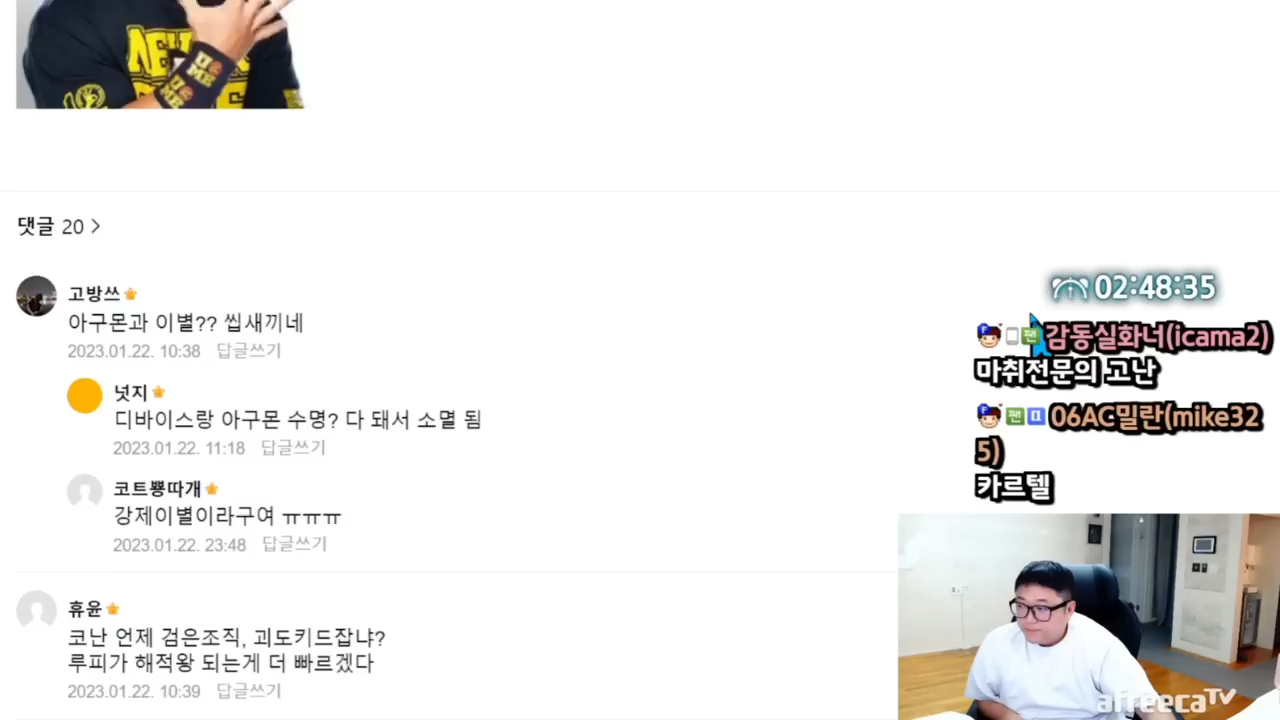 댓글 20 >
고방쓰
아구몬과 이별?? 씹새끼네
2023.01.22. 10:38 답글쓰기
넛지
디바이스랑 아구몬 수명? 다 돼서 소멸 됨
2023.01.22. 11:18 답글쓰기
코트뿅따개
강제이별이라구여 ㅠㅠㅠ
2023.01.22. 23:48 답글쓰기
휴윤
코난 언제 검은조직, 괴도키드잡냐?
루피가 해적왕 되는게 더 빠르겠다
2023.01.22. 10:39 답글쓰기
02:48:35
팬 감동실화너(icama2)
마취전문의 고난
팬 06AC밀란(mike32
5)
카르텔
afreecaTV